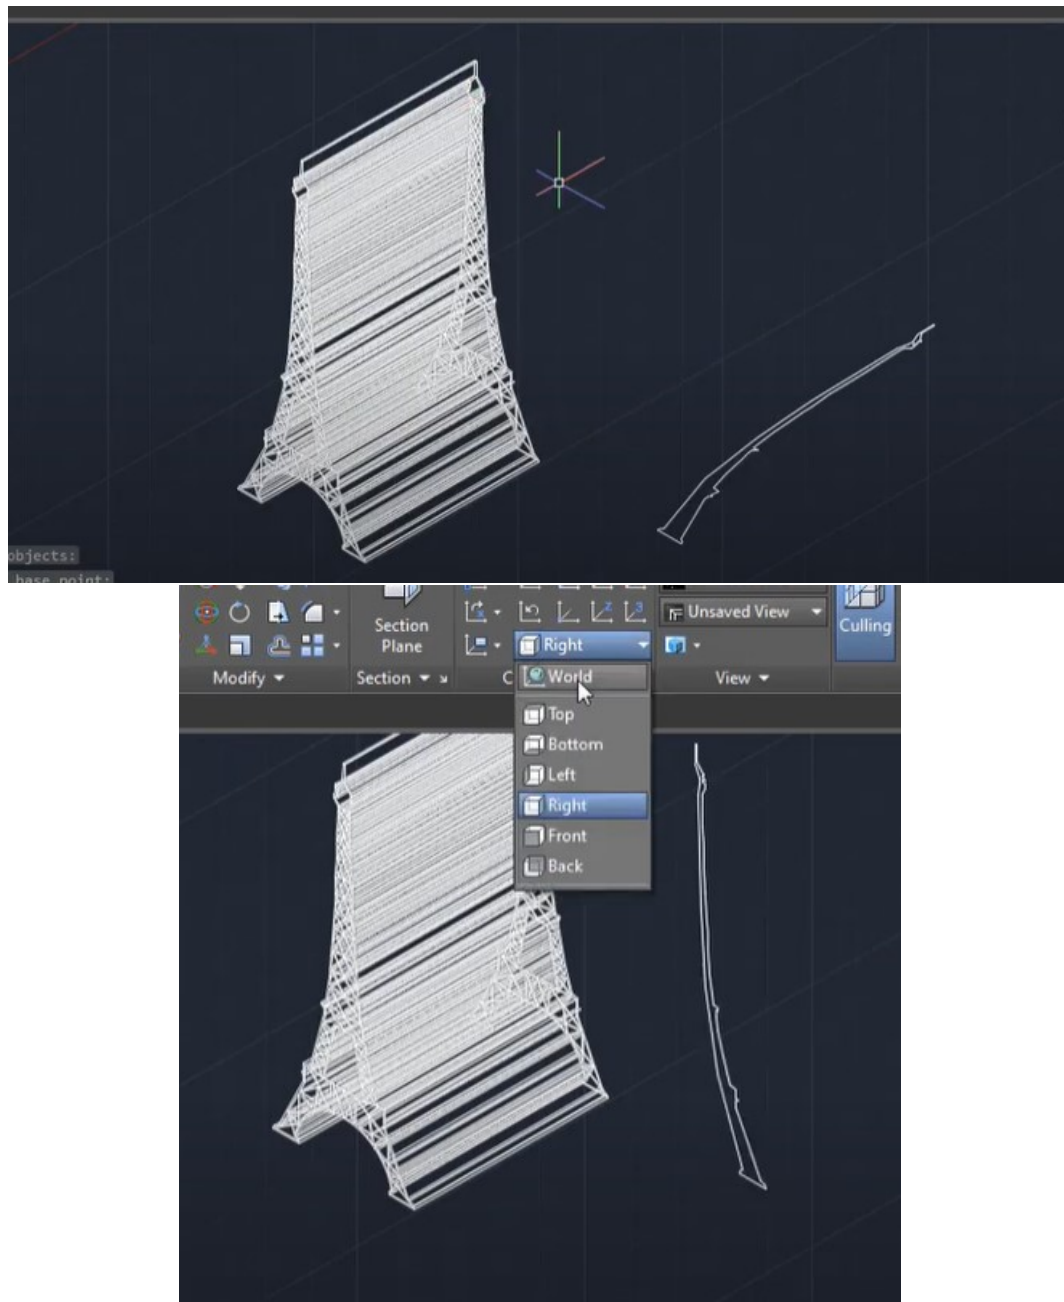 objects:
base point:
Section
Plane
Unsaved View
Culling
Right
Modify
Section
C
View
World
Top
Bottom
Left
Right
Front
Back